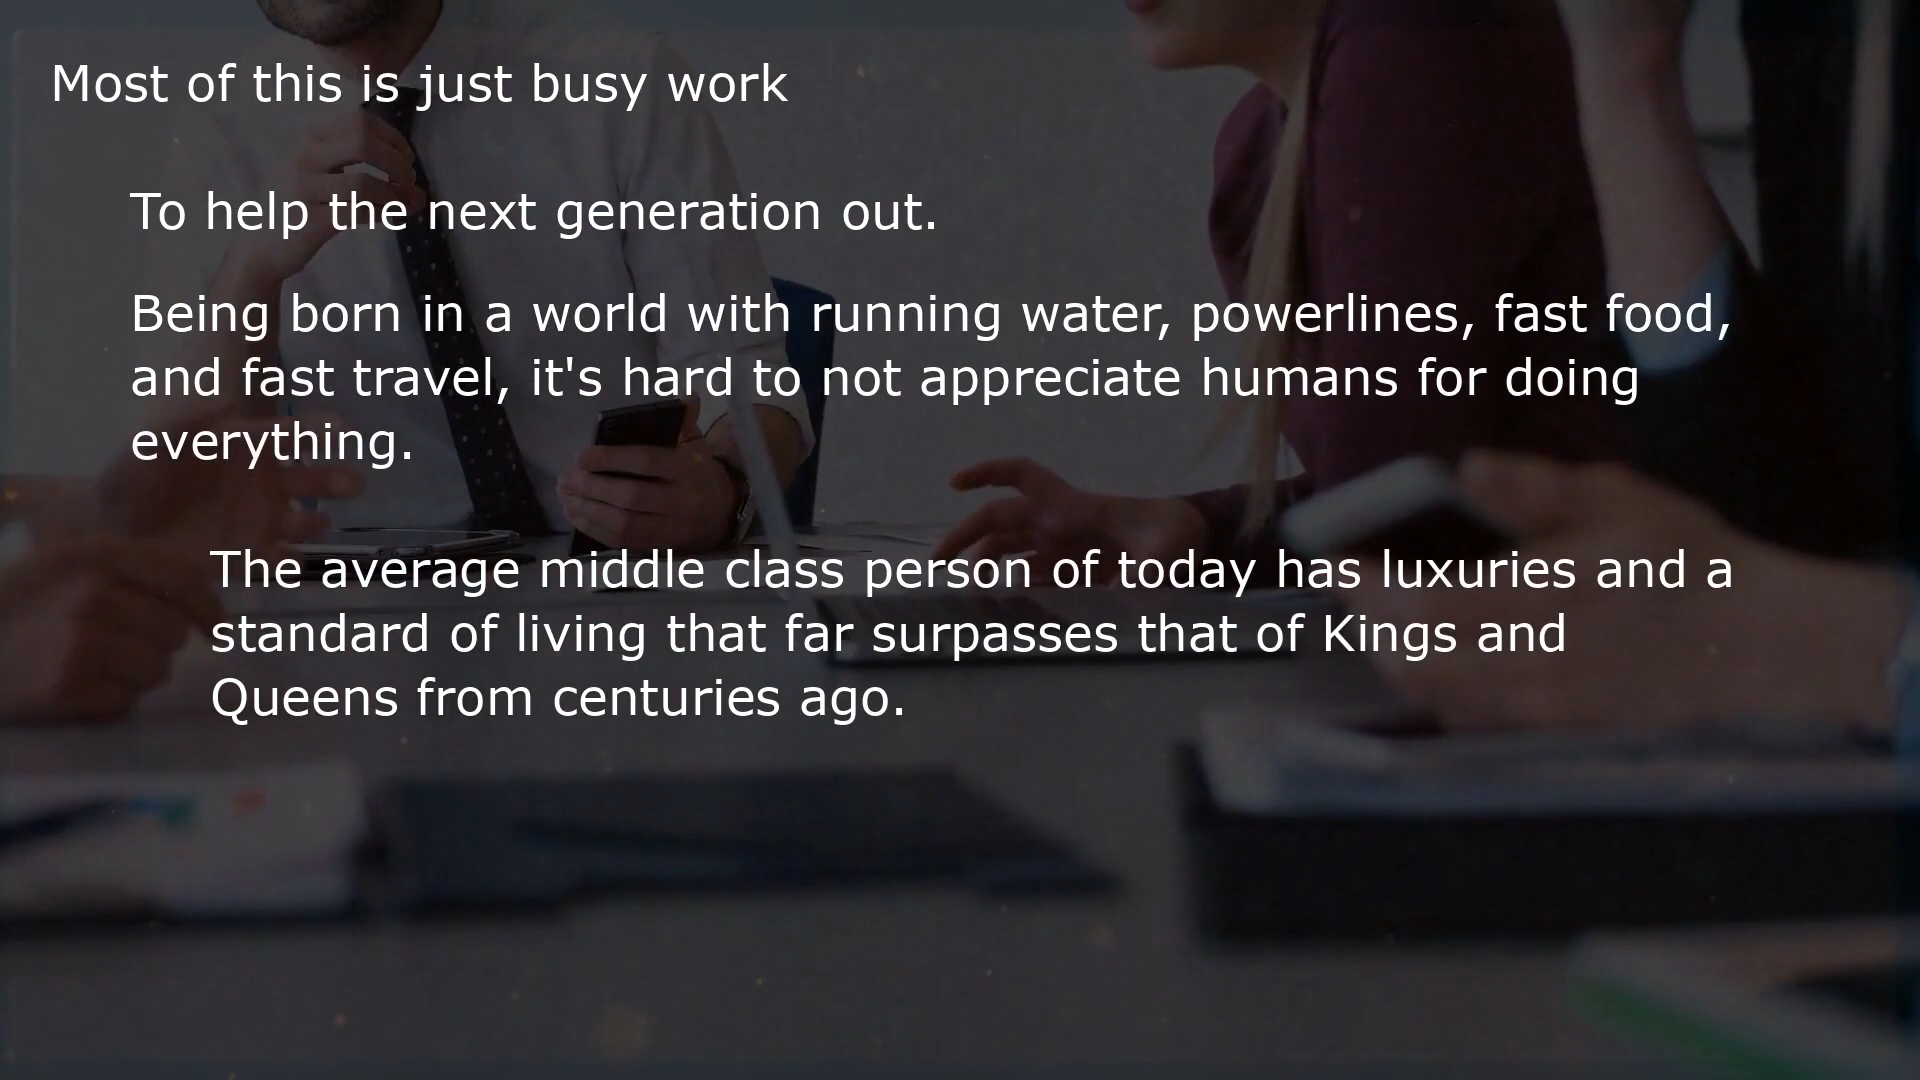 Most of this is just busy work
To help the next generation out.
Being born in a world with running water, powerlines, fast food,
and fast travel, it's hard to not appreciate humans for doing
everything.
The average middle class person of today has luxuries and a
standard of living that far surpasses that of Kings and
Queens from centuries ago.